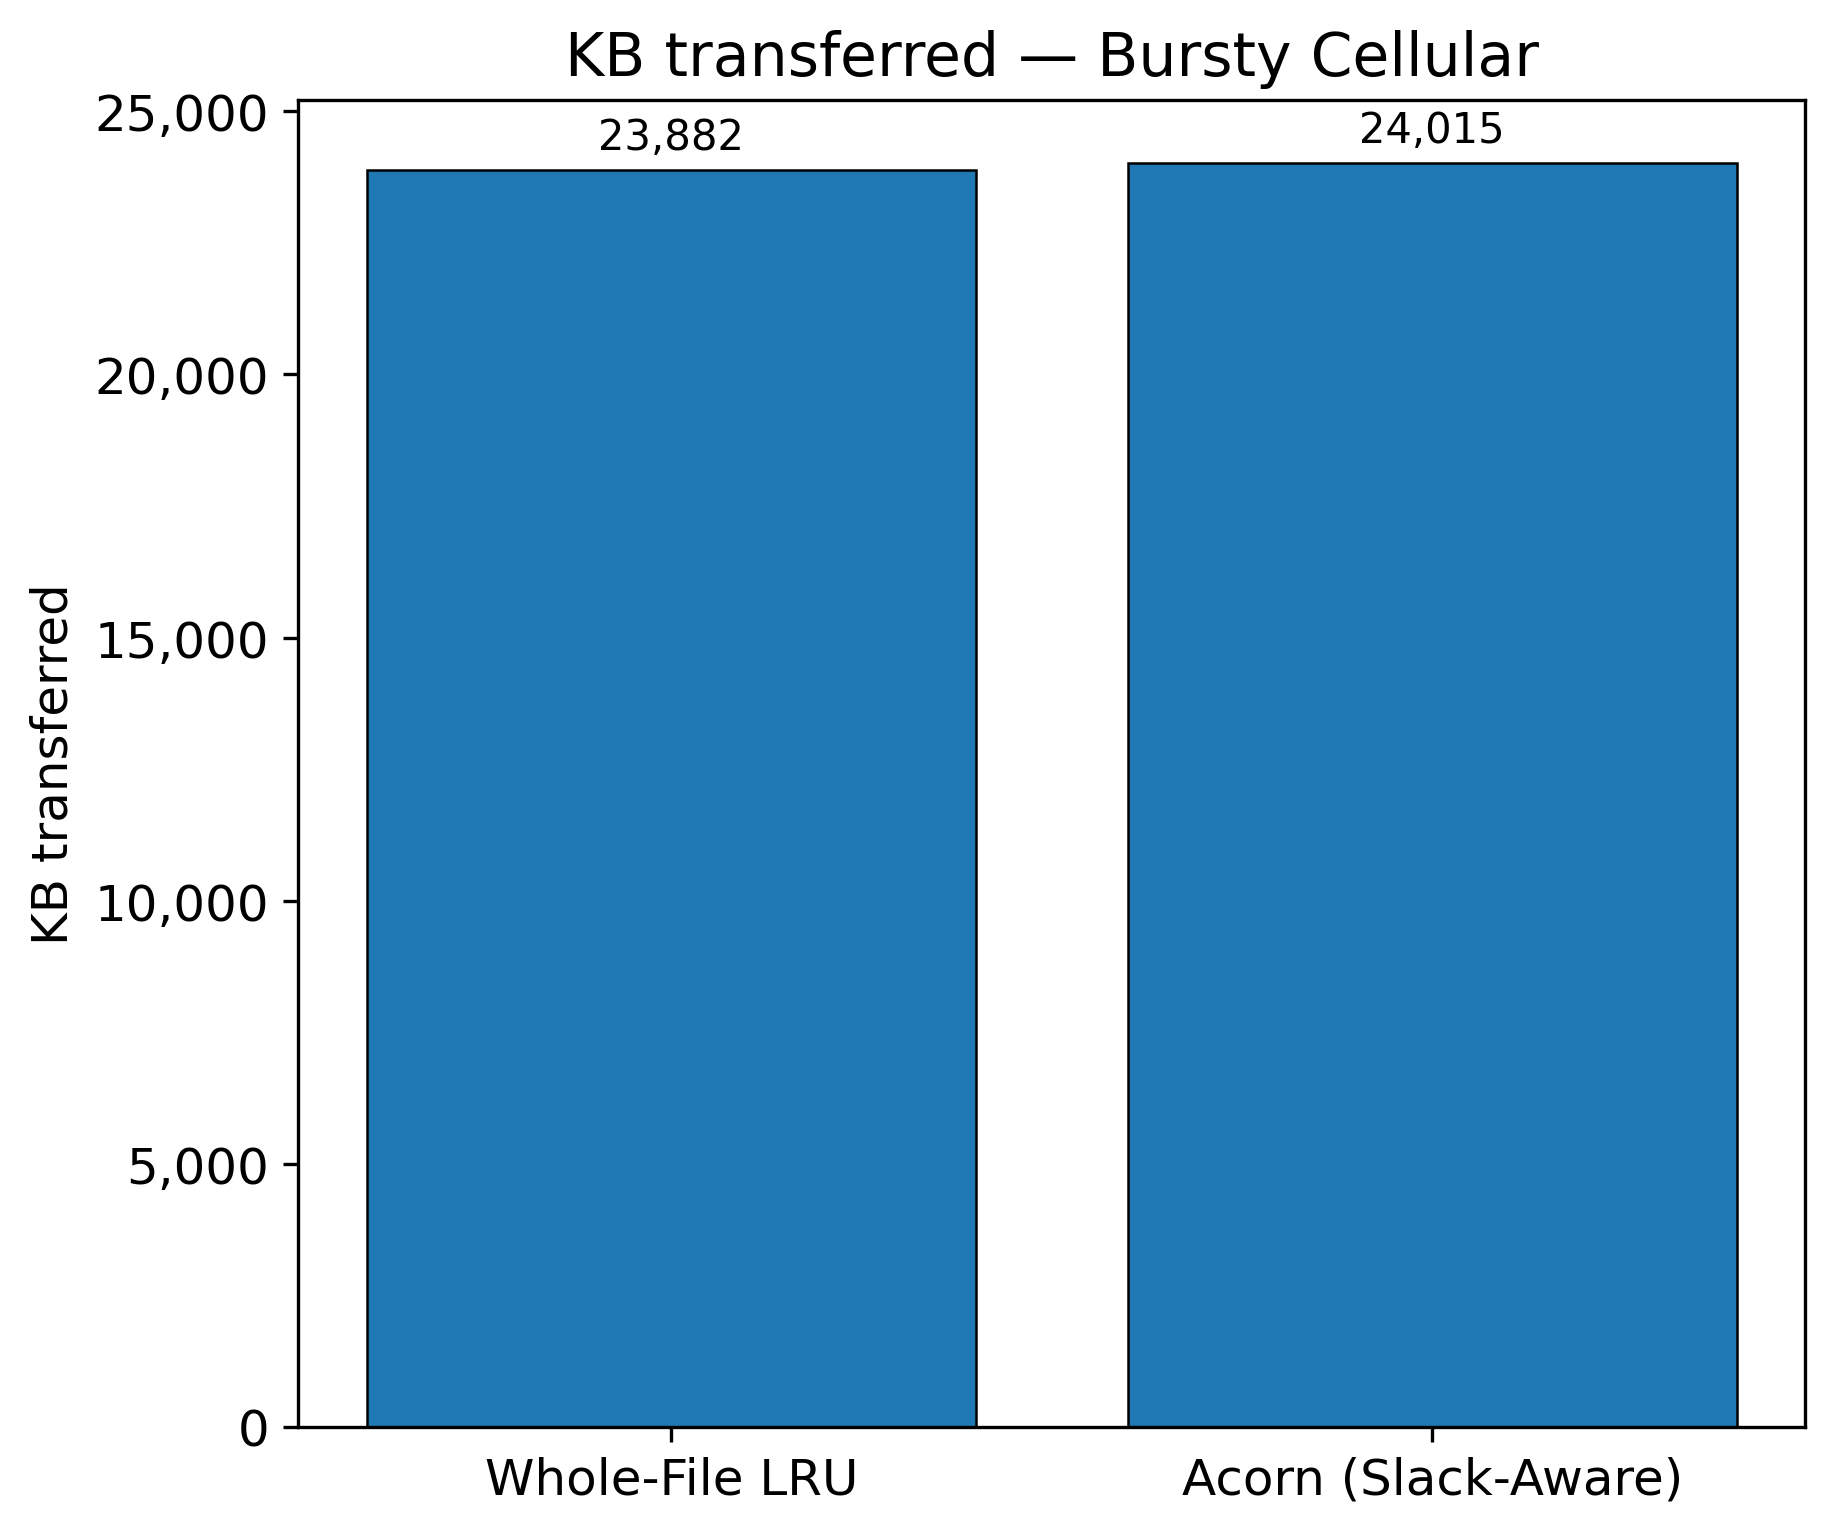 KB transferred — Bursty Cellular
25,000
23,882
24,015
20,000
15,000
KB transferred
10,000
5,000
0
Whole-File LRU
Acorn (Slack-Aware)